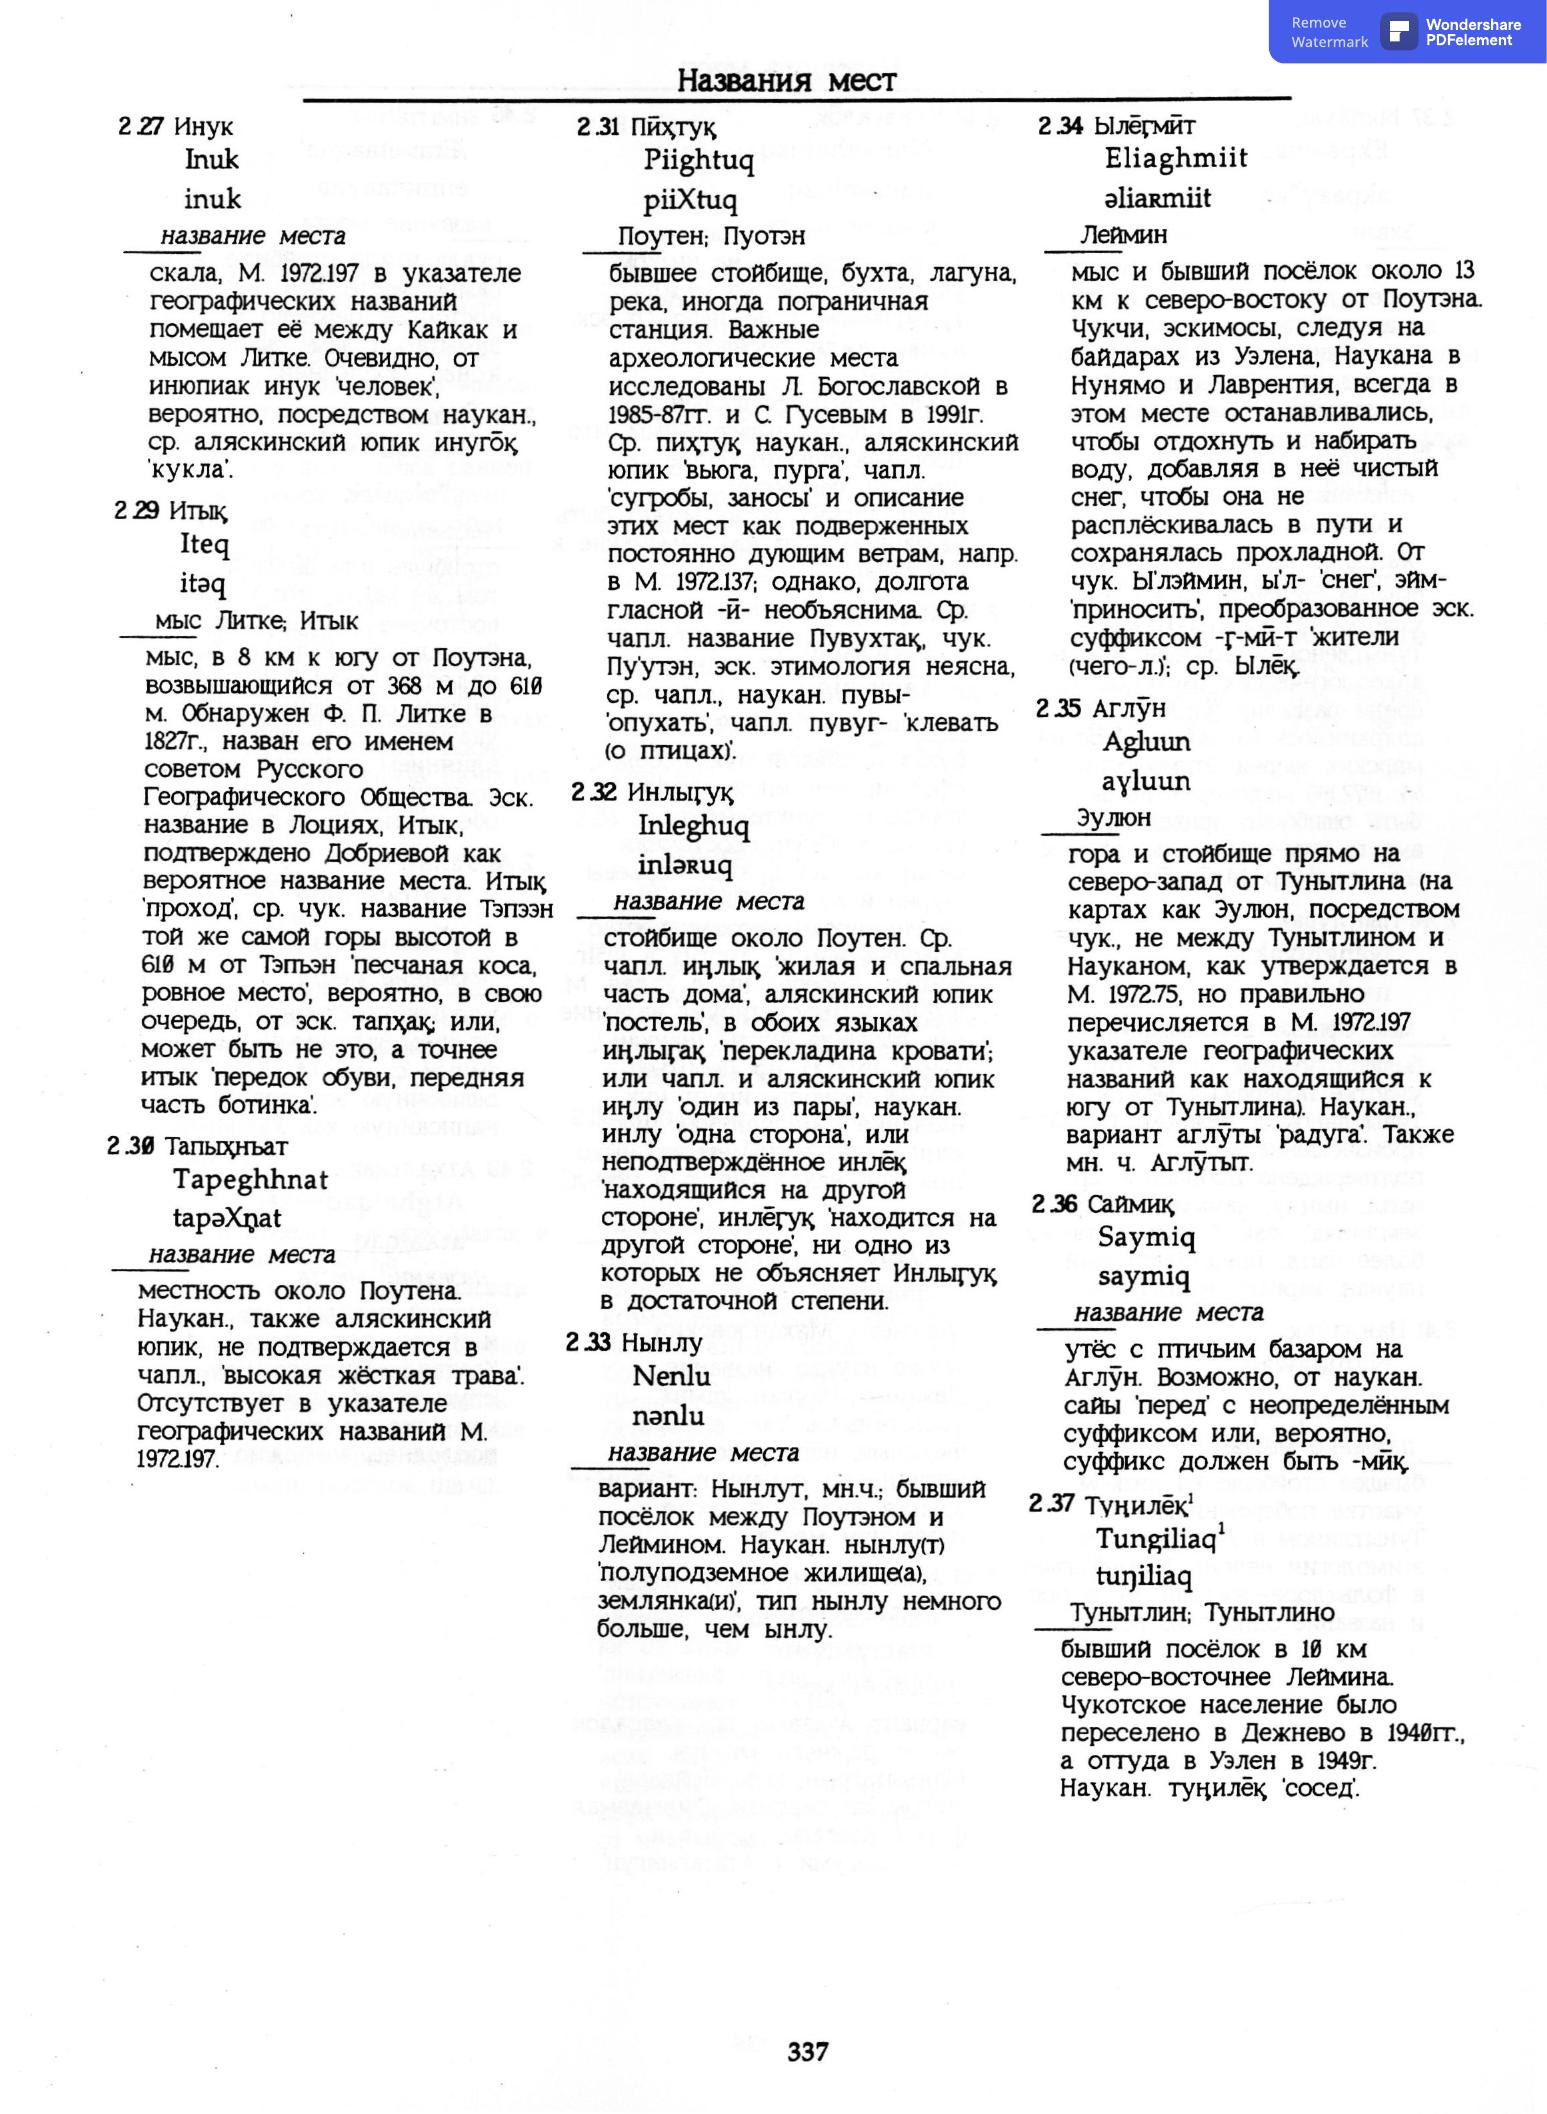 Remove
Watermark
Wondershare
PDFelement
Названия мест
2.27 Инук
Inuk
inuk
название места
скала, М. 1972.197 в указателе
географических названий
помещает её между Кайкак и
мысом Литке. Очевидно, от
инюпиак инук 'человек',
вероятно, посредством наукан.,
ср. аляскинский юпик инуго̄қ
'кукла'.
2.29 Итық
Iteq
itəq
мыс Литке; Итык
мыс, в 8 км к югу от Поутэна,
возвышающийся от 368 м до 610
м. Обнаружен Ф. П. Литке в
1827г., назван его именем
советом Русского
Географического Общества. Эск.
название в Лоциях, Итык,
подтверждено Добриевой как
вероятное название места. Итық
'проход', ср. чук. название Тэпээн
той же самой горы высотой в
610 м от Тэпъэн 'песчаная коса,
ровное место', вероятно, в свою
очередь, от эск. тапҳақ; или,
может быть не это, а точнее
итык 'передок обуви, передняя
часть ботинка'.
2.30 Тапыҳнъат
Tapeghhnat
tapəXn̥at
название места
местность около Поутена.
Наукан., также аляскинский
юпик, не подтверждается в
чапл., 'высокая жёсткая трава'.
Отсутствует в указателе
географических названий М.
1972.197.
2.31 Пӣҳтуқ
Piightuq
piiXtuq
Поутен; Пуотэн
бывшее стойбище, бухта, лагуна,
река, иногда пограничная
станция. Важные
археологические места
исследованы Л. Богославской в
1985-87гг. и С. Гусевым в 1991г.
Ср. пиҳтуқ наукан., аляскинский
юпик 'вьюга, пурга', чапл.
'сугробы, заносы' и описание
этих мест как подверженных
постоянно дующим ветрам, напр.
в М. 1972.137; однако, долгота
гласной -ӣ- необъяснима. Ср.
чапл. название Пувухтақ, чук.
Пу'утэн, эск. этимология неясна,
ср. чапл., наукан. пувы-
'опухать', чапл. пувуг- 'клевать
(о птицах)'.
2.32 Инлыӷуқ
Inleghuq
inləʀuq
название места
стойбище около Поутен. Ср.
чапл. иңлық 'жилая и спальная
часть дома', аляскинский юпик
'постель', в обоих языках
иңлыӷақ 'перекладина кровати';
или чапл. и аляскинский юпик
иңлу 'один из пары', наукан.
инлу 'одна сторона', или
неподтверждённое инле̄қ
'находящийся на другой
стороне', инле̄ӷуқ 'находится на
другой стороне', ни одно из
которых не объясняет Инлыӷуқ
в достаточной степени.
2.33 Нынлу
Nenlu
nənlu
название места
вариант: Нынлут, мн.ч.; бывший
посёлок между Поутэном и
Леймином. Наукан. нынлу(т)
'полуподземное жилище(а),
землянка(и)', тип нынлу немного
больше, чем ынлу.
2.34 Ыле̄ӷмӣт
Eliaghmiit
əliaʀmiit
Леймин
мыс и бывший посёлок около 13
км к северо-востоку от Поутэна.
Чукчи, эскимосы, следуя на
байдарах из Уэлена, Наукана в
Нунямо и Лаврентия, всегда в
этом месте останавливались,
чтобы отдохнуть и набирать
воду, добавляя в неё чистый
снег, чтобы она не
расплёскивалась в пути и
сохранялась прохладной. От
чук. Ы'лэймин, ы'л- 'снег', эйм-
'приносить', преобразованное эск.
суффиксом -ӷ-мӣ-т 'жители
(чего-л.)'; ср. Ыле̄қ.
2.35 Аглӯн
Agluun
aɣluun
Эулюн
гора и стойбище прямо на
северо-запад от Тунытлина (на
картах как Эулюн, посредством
чук., не между Тунытлином и
Науканом, как утверждается в
М. 1972.75, но правильно
перечисляется в М. 1972.197
указателе географических
названий как находящийся к
югу от Тунытлина). Наукан.,
вариант аглӯты 'радуга'. Также
мн. ч. Аглӯтыт.
2.36 Саймиқ
Saymiq
saymiq
название места
утёс с птичьим базаром на
Аглӯн. Возможно, от наукан.
сайы 'перед' с неопределённым
суффиксом или, вероятно,
суффикс должен быть -мӣқ.
2.37 Туңиле̄қ¹
Tungiliaq¹
tuŋiliaq
Тунытлин; Тунытлино
бывший посёлок в 10 км
северо-восточнее Леймина.
Чукотское население было
переселено в Дежнево в 1940гг.,
а оттуда в Уэлен в 1949г.
Наукан. туңиле̄қ 'сосед'.
337